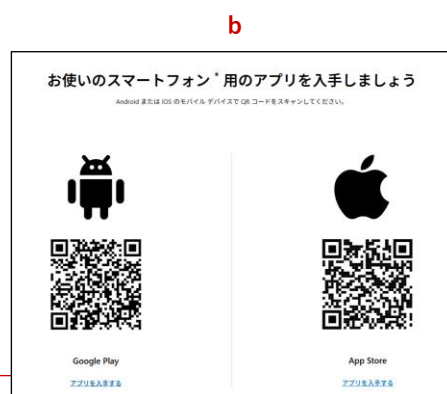 b
お使いのスマートフォン * 用のアプリを入手しましょう
Android または iOS のモバイル デバイスで QR コードをスキャンしてください。
Google Play
App Store
アプリを入手する
アプリを入手する